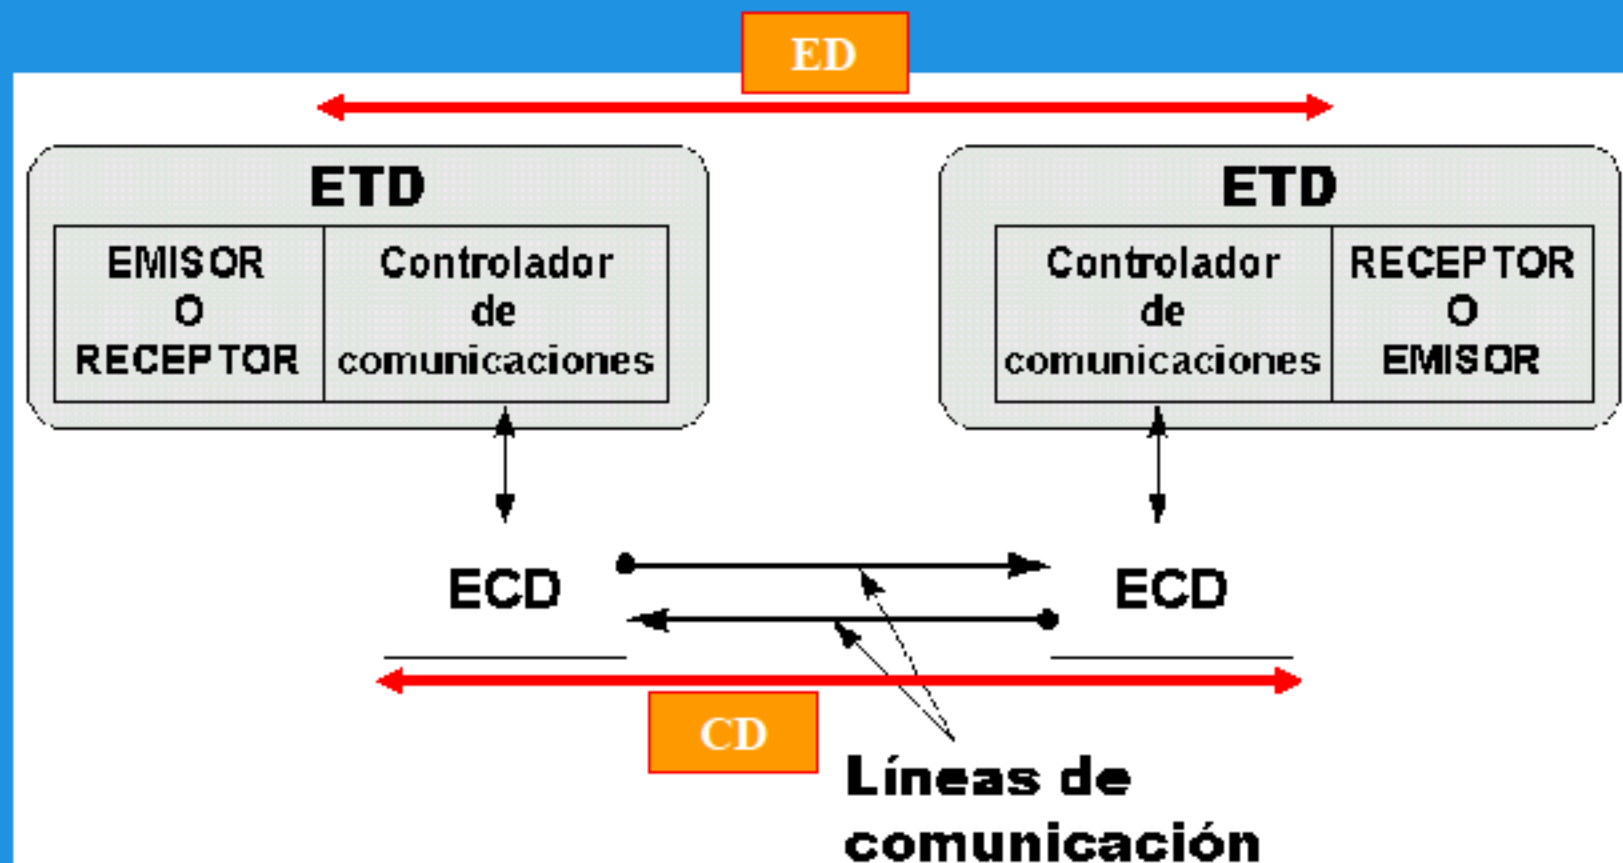 ED
ETD
EMISOR
O
RECEPTOR
Controlador
de
comunicaciones
ETD
Controlador
de
comunicaciones
RECEPTOR
O
EMISOR
ECD
ECD
CD
Líneas de
comunicación